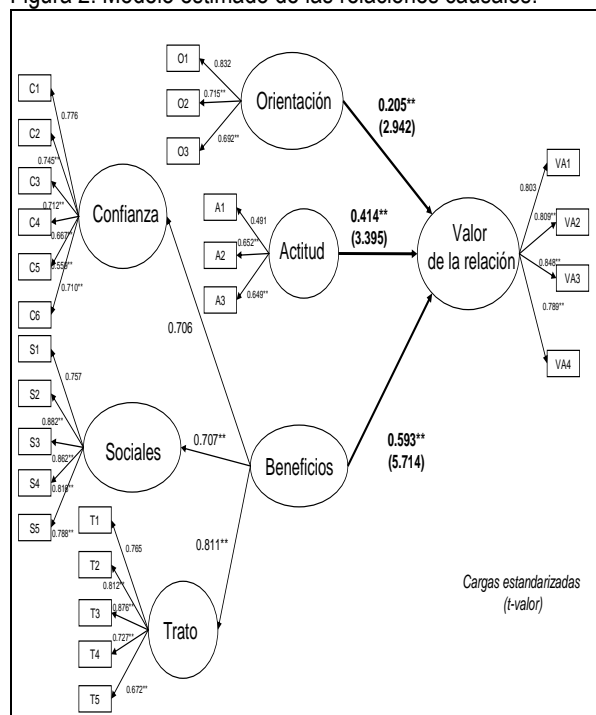 Figura 2. Modelo estimado de las relaciones causales.
O1
0.832
O2
0.715**
O3
0.692**
Orientación
0.205**
(2.942)
C1
0.776
C2
0.745**
C3
0.712**
C4
0.667**
C5
0.559**
C6
0.710**
Confianza
A1
0.491
A2
0.652**
A3
0.649**
Actitud
0.414**
(3.395)
Valor
de la relación
VA1
0.803
VA2
0.809**
VA3
0.848**
VA4
0.789**
0.706
S1
0.757
S2
0.882**
S3
0.862**
S4
0.816**
S5
0.788**
Sociales
0.707**
Beneficios
0.593**
(5.714)
0.811**
T1
0.765
T2
0.812**
T3
0.876**
T4
0.727**
T5
0.672**
Trato
Cargas estandarizadas
(t-valor)